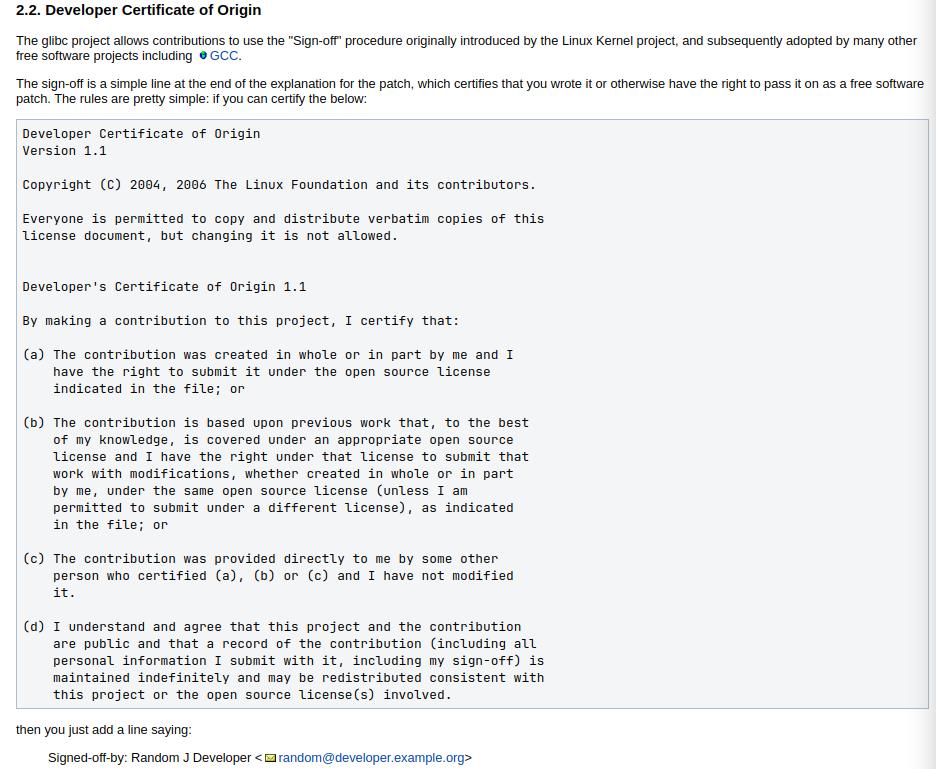 2.2. Developer Certificate of Origin
The glibc project allows contributions to use the "Sign-off" procedure originally introduced by the Linux Kernel project, and subsequently adopted by many other
free software projects including GCC.
The sign-off is a simple line at the end of the explanation for the patch, which certifies that you wrote it or otherwise have the right to pass it on as a free software
patch. The rules are pretty simple: if you can certify the below:
Developer Certificate of Origin
Version 1.1
Copyright (C) 2004, 2006 The Linux Foundation and its contributors.
Everyone is permitted to copy and distribute verbatim copies of this
license document, but changing it is not allowed.
Developer's Certificate of Origin 1.1
By making a contribution to this project, I certify that:
(a) The contribution was created in whole or in part by me and I
have the right to submit it under the open source license
indicated in the file; or
(b) The contribution is based upon previous work that, to the best
of my knowledge, is covered under an appropriate open source
license and I have the right under that license to submit that
work with modifications, whether created in whole or in part
by me, under the same open source license (unless I am
permitted to submit under a different license), as indicated
in the file; or
(c) The contribution was provided directly to me by some other
person who certified (a), (b) or (c) and I have not modified
it.
(d) I understand and agree that this project and the contribution
are public and that a record of the contribution (including all
personal information I submit with it, including my sign-off) is
maintained indefinitely and may be redistributed consistent with
this project or the open source license(s) involved.
then you just add a line saying:
Signed-off-by: Random J Developer <random@developer.example.org>